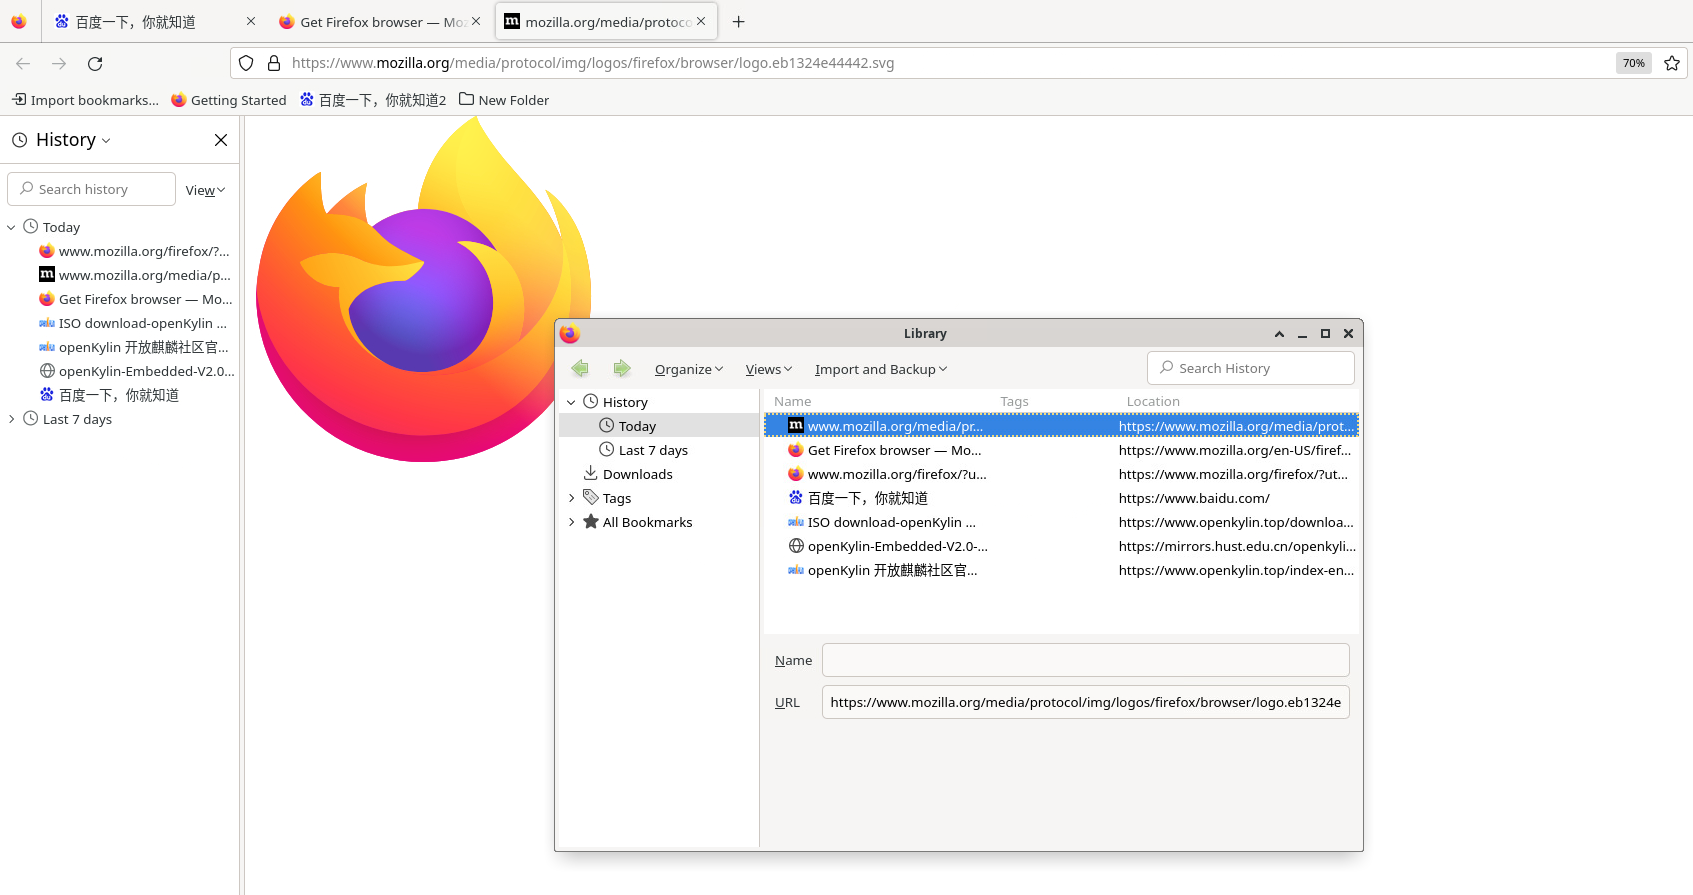 百度一下，你就知道
Get Firefox browser — Moz
mozilla.org/media/protoco
https://www.mozilla.org/media/protocol/img/logos/firefox/browser/logo.eb1324e44442.svg
70%
Import bookmarks...
Getting Started
百度一下，你就知道2
New Folder
History
Search history
View
Today
www.mozilla.org/firefox/?...
www.mozilla.org/media/p...
Get Firefox browser — Mo...
ISO download-openKylin ...
openKylin 开放麒麟社区官...
openKylin-Embedded-V2.0...
百度一下，你就知道
Last 7 days
Library
Organize
Views
Import and Backup
Search History
History
Today
Last 7 days
Downloads
Tags
All Bookmarks
Name Tags Location
www.mozilla.org/media/pr... https://www.mozilla.org/media/prot...
Get Firefox browser — Mo... https://www.mozilla.org/en-US/firef...
www.mozilla.org/firefox/?u... https://www.mozilla.org/firefox/?ut...
百度一下，你就知道 https://www.baidu.com/
ISO download-openKylin ... https://www.openkylin.top/downloa...
openKylin-Embedded-V2.0-... https://mirrors.hust.edu.cn/openkyli...
openKylin 开放麒麟社区官... https://www.openkylin.top/index-en...
Name
URL https://www.mozilla.org/media/protocol/img/logos/firefox/browser/logo.eb1324e